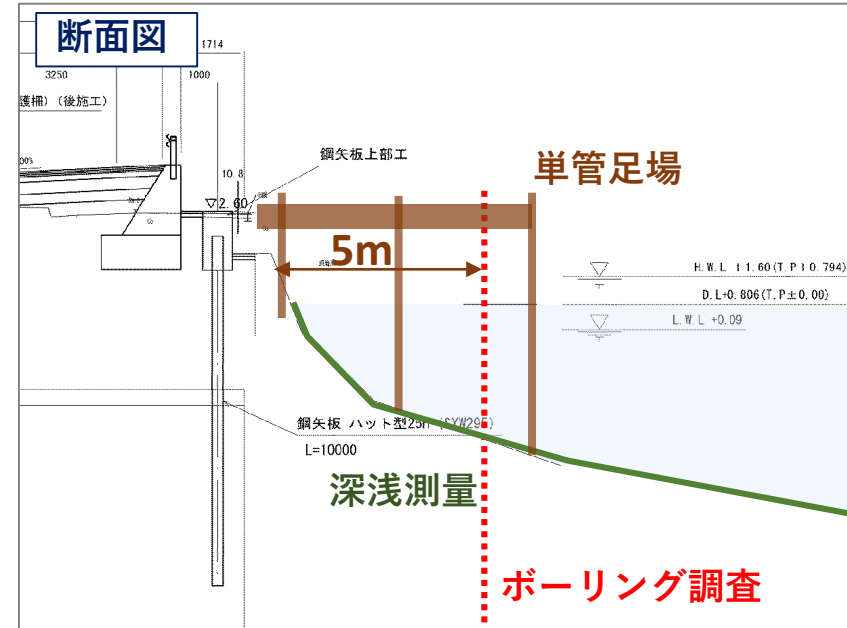 断面図
1714
3250
1000
護柵) (後施工)
00%
鋼矢板上部工
10.8
2.60
単管足場
5m
H.W.L +1.60(T.P+0.794)
D.L+0.806(T.P±0.00)
L.W.L +0.09
鋼矢板 ハット型25H (SYW295)
L=10000
深浅測量
ボーリング調査